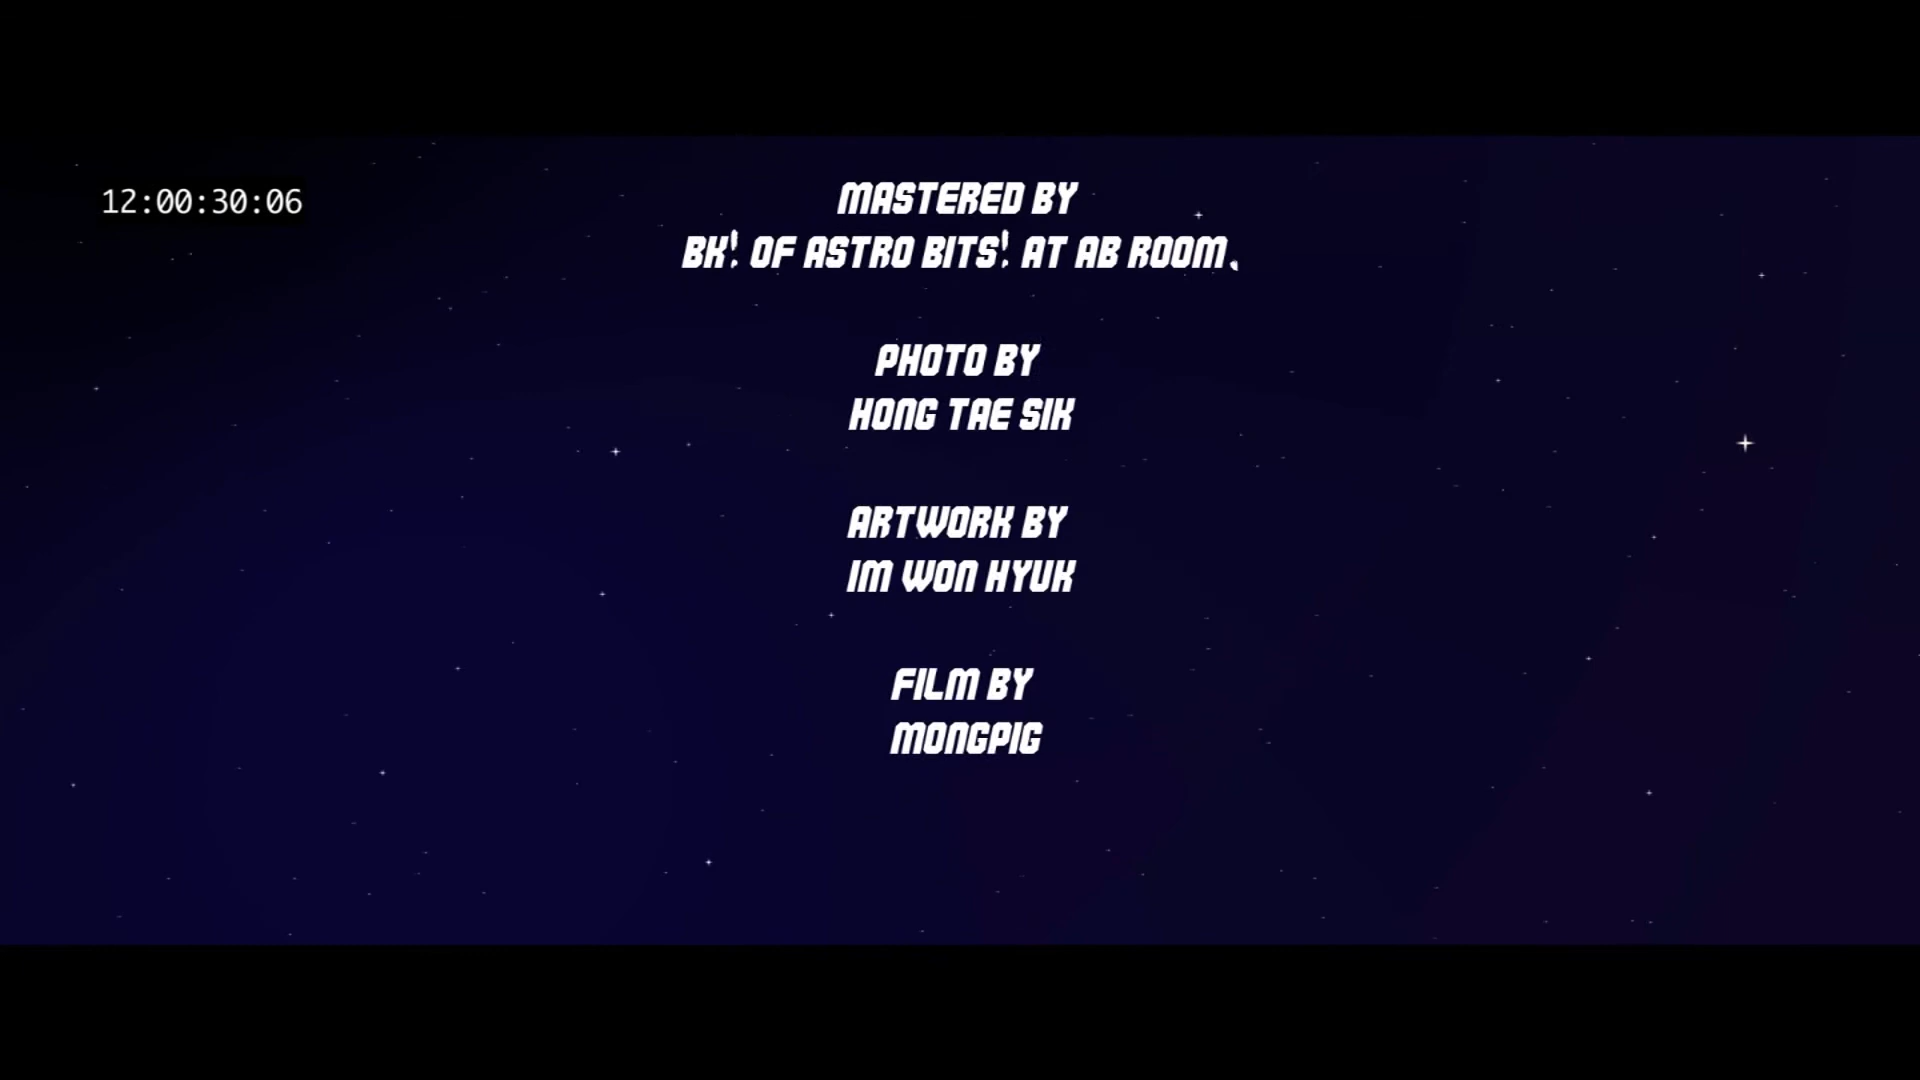 12:00:30:06
MASTERED BY
BK! OF ASTRO BITS! AT AB ROOM.
PHOTO BY
HONG TAE SIK
ARTWORK BY
IM WON HYUK
FILM BY
MONGPIG